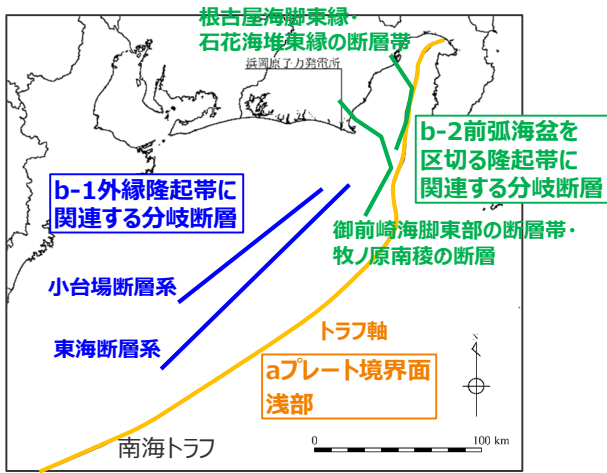 根古屋海脚東縁・
石花海堆東縁の断層帯
浜岡原子力発電所
b-2前弧海盆を
区切る隆起帯に
関連する分岐断層
b-1外縁隆起帯に
関連する分岐断層
御前崎海脚東部の断層帯・
牧ノ原南稜の断層
小台場断層系
東海断層系
トラフ軸
aプレート境界面
浅部
南海トラフ
N
0 100 km